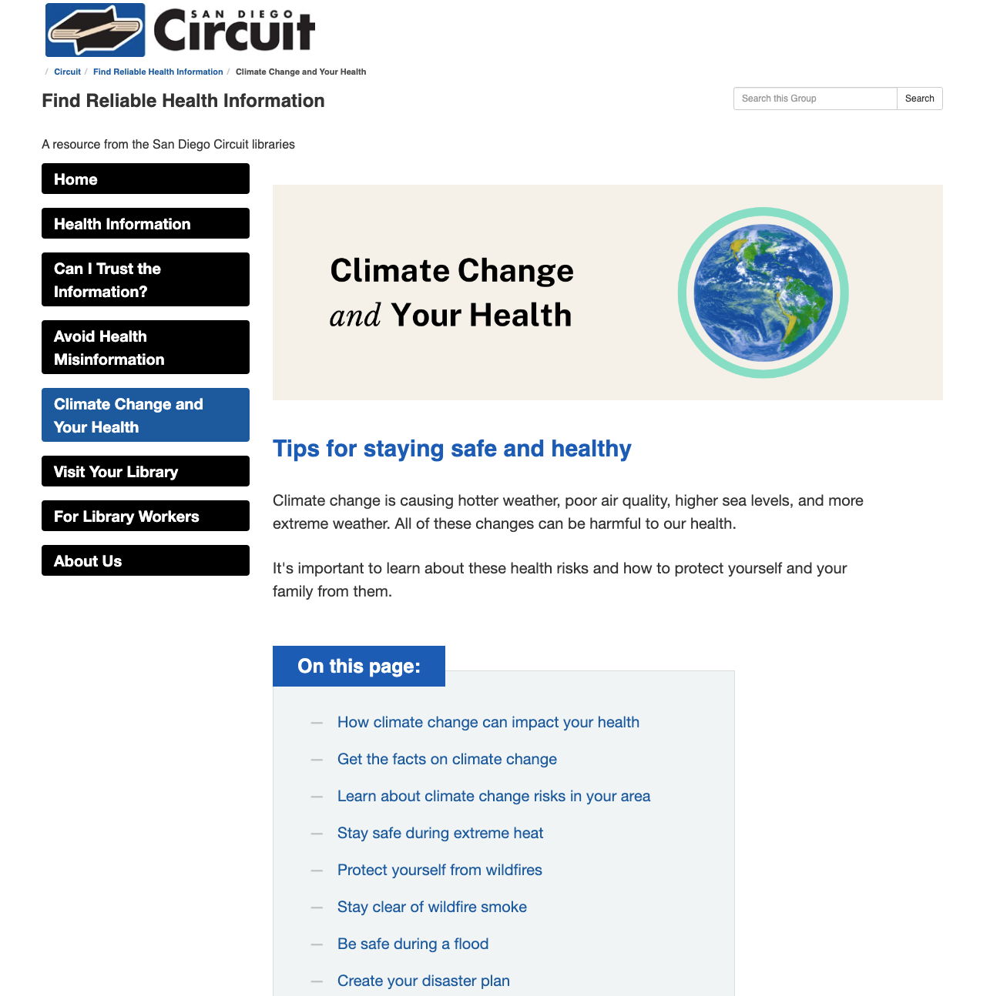 SAN DIEGO
Circuit
/ Circuit / Find Reliable Health Information / Climate Change and Your Health
Find Reliable Health Information
Search this Group
Search
A resource from the San Diego Circuit libraries
Home
Health Information
Can I Trust the
Information?
Avoid Health
Misinformation
Climate Change and
Your Health
Visit Your Library
For Library Workers
About Us
Climate Change
and Your Health
Tips for staying safe and healthy
Climate change is causing hotter weather, poor air quality, higher sea levels, and more
extreme weather. All of these changes can be harmful to our health.
It's important to learn about these health risks and how to protect yourself and your
family from them.
On this page:
— How climate change can impact your health
— Get the facts on climate change
— Learn about climate change risks in your area
— Stay safe during extreme heat
— Protect yourself from wildfires
— Stay clear of wildfire smoke
— Be safe during a flood
— Create your disaster plan